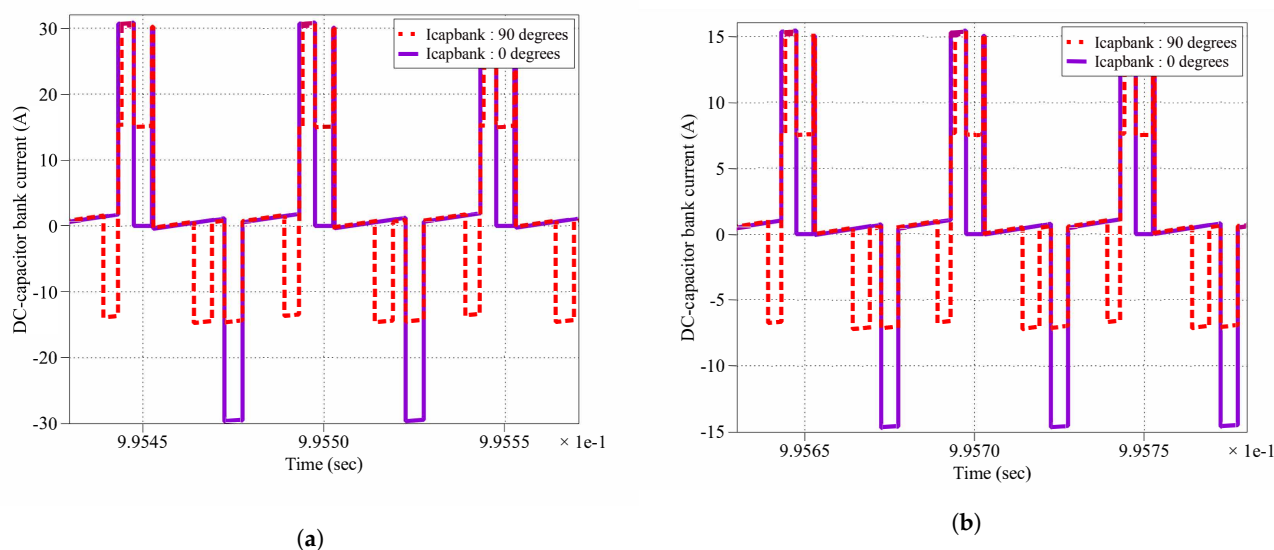 Icapbank : 90 degrees
Icapbank : 0 degrees
30
20
10
0
-10
-20
-30
DC-capacitor bank current (A)
9.9545
9.9550
9.9555
× 1e-1
Time (sec)
(a)
Icapbank : 90 degrees
Icapbank : 0 degrees
15
10
5
0
-5
-10
-15
DC-capacitor bank current (A)
9.9565
9.9570
9.9575
× 1e-1
Time (sec)
(b)